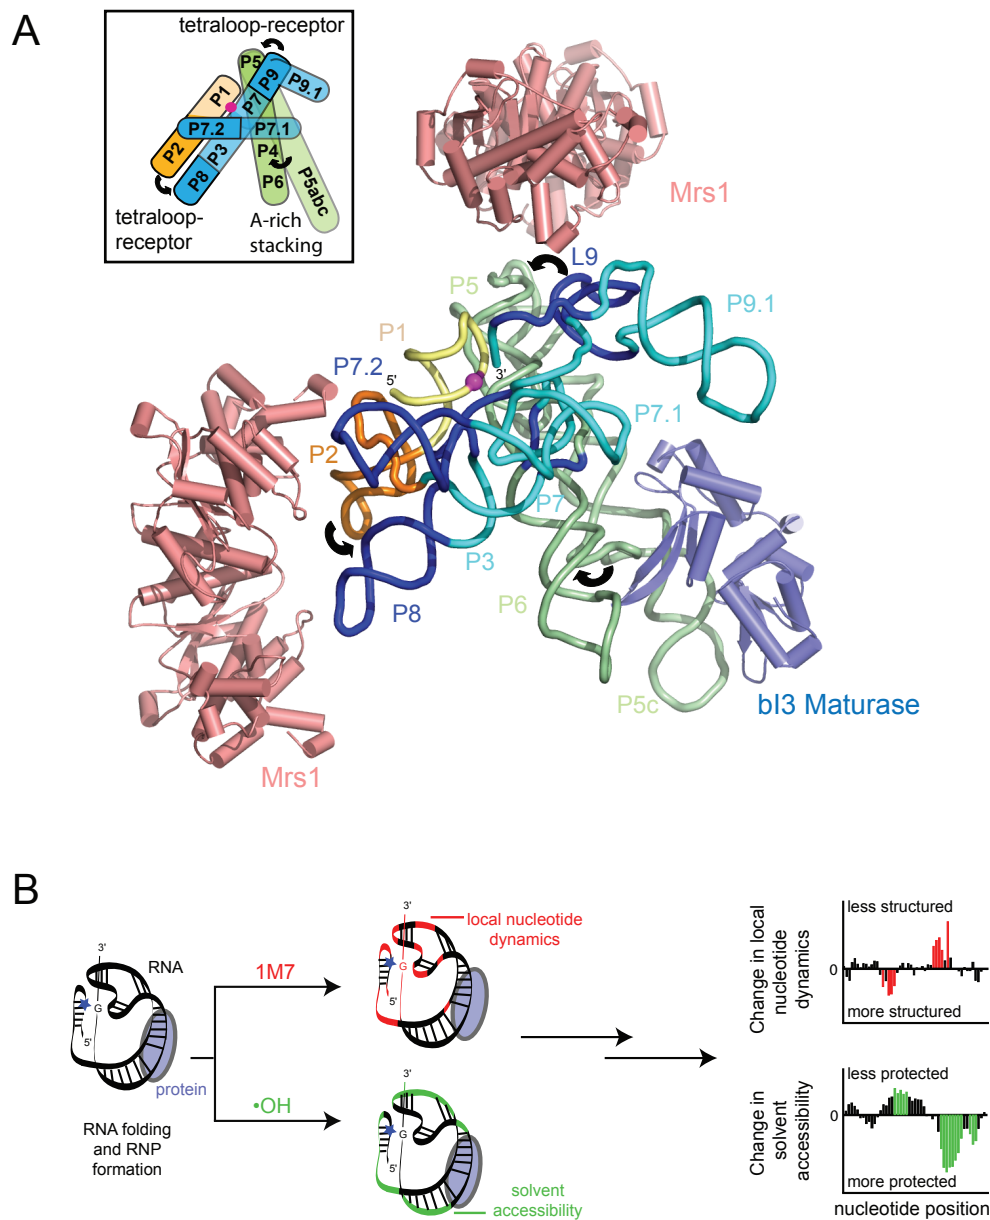 A
tetraloop-receptor
P5
P9
P9.1
P1
P7
P7.2
P7.1
P2
P3
P4
P8
P6
P5abc
tetraloop-
receptor
A-rich
stacking
Mrs1
L9
P5
P9.1
P1
P7.2
5'
3'
P7.1
P2
P7
P3
P6
P8
P5c
bI3 Maturase
Mrs1
B
3'
RNA
G
5'
protein
RNA folding
and RNP
formation
1M7
•OH
3'
local nucleotide
dynamics
G
5'
3'
G
5'
solvent
accessibility
Change in local
nucleotide
dynamics
less structured
0
more structured
Change in
solvent
accessibility
less protected
0
more protected
nucleotide position